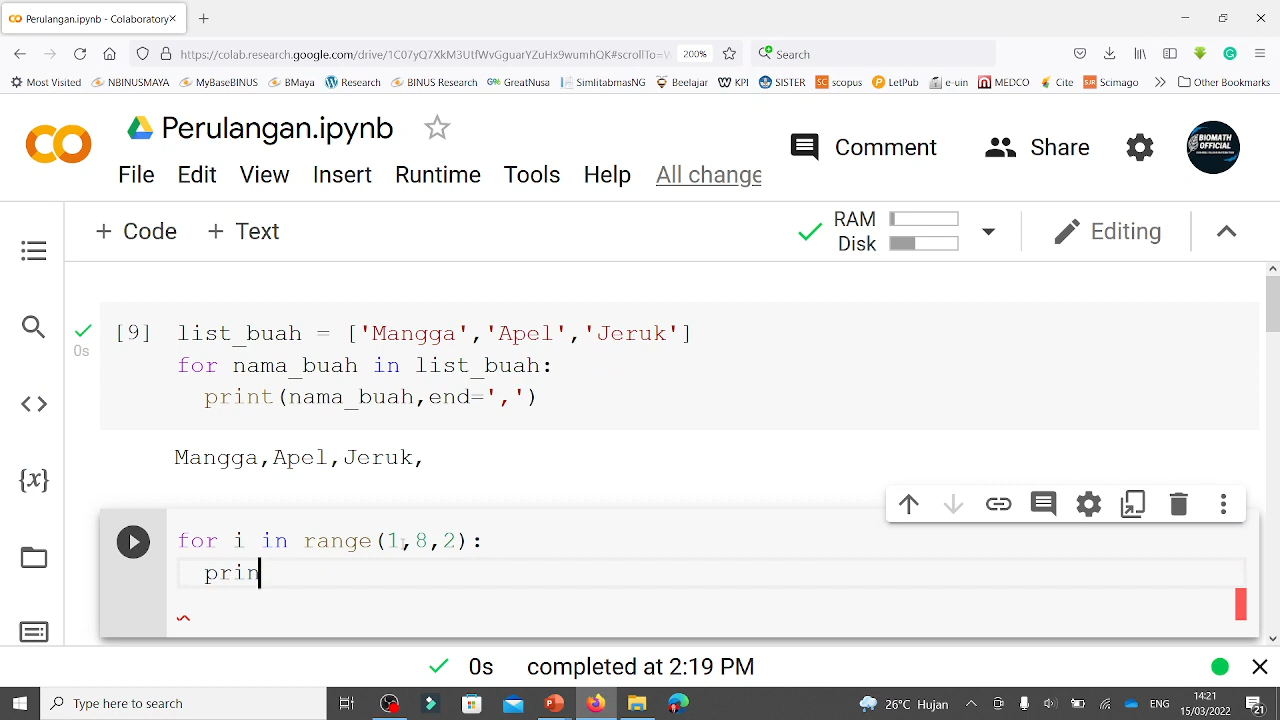 Perulangan.ipynb - Colaboratory
https://colab.research.google.com/drive/1C07yQ7XkM3UtfWvGguarYZuHx9wumhQK#scrollTo=
200%
Search
Most Visited NBINUSMAYA MyBaseBINUS BMaya Research BINUS Research GreatNusa SimlitabmasNG Beelajar KPI SISTER scopus LetPub e-uin MEDCO Cite Scimago Other Bookmarks
Perulangan.ipynb
Comment Share
BIOMATH OFFICIAL
File Edit View Insert Runtime Tools Help All change
+ Code + Text
RAM
Disk
Editing
[9] list_buah = ['Mangga','Apel','Jeruk']
for nama_buah in list_buah:
print(nama_buah,end=',')
0s
Mangga,Apel,Jeruk,
for i in range(1,8,2):
prin
0s completed at 2:19 PM
Type here to search
26°C Hujan
ENG
14:21
15/03/2022
21